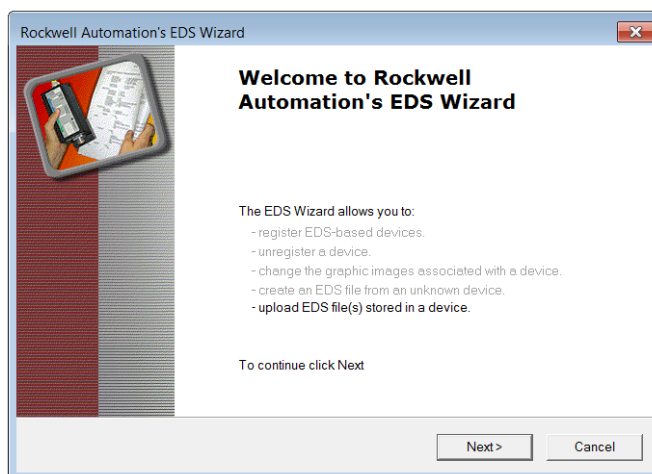 Rockwell Automation's EDS Wizard
Welcome to Rockwell
Automation's EDS Wizard
The EDS Wizard allows you to:
- register EDS-based devices.
- unregister a device.
- change the graphic images associated with a device.
- create an EDS file from an unknown device.
- upload EDS file(s) stored in a device.
To continue click Next
Next >
Cancel